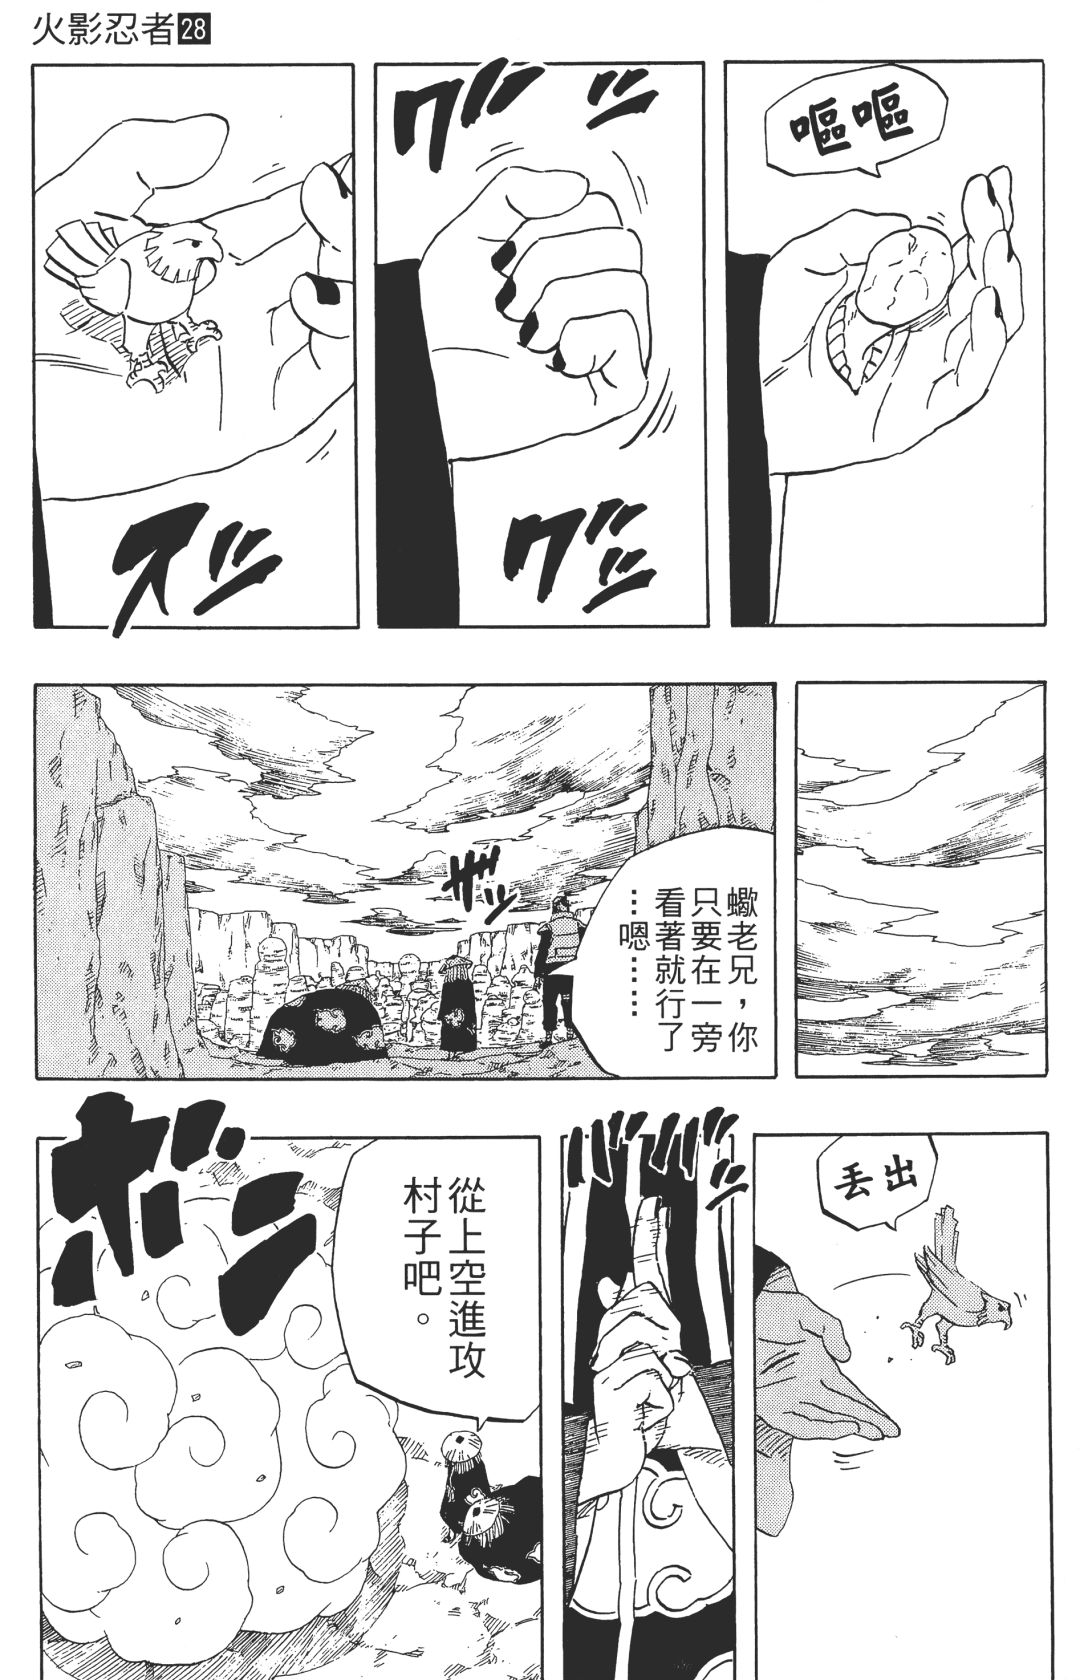 火影忍者28
嘔嘔
グッ
グッ
スッ
蠍老兄，你
只要在一旁
看著就行了
…嗯……
ザッ
丟出
從上空進攻
村子吧。
ボン